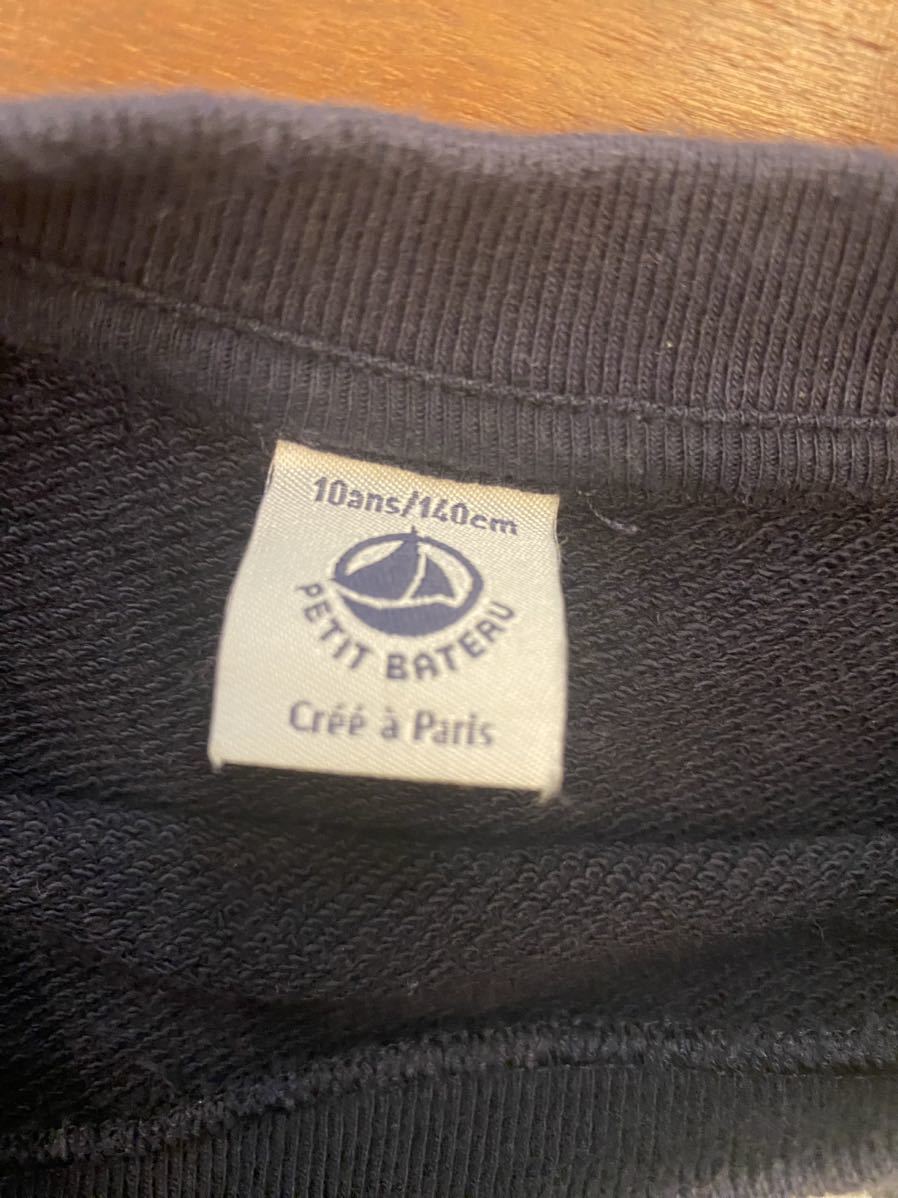 10ans/140cm
PETIT BATEAU
Créé à Paris